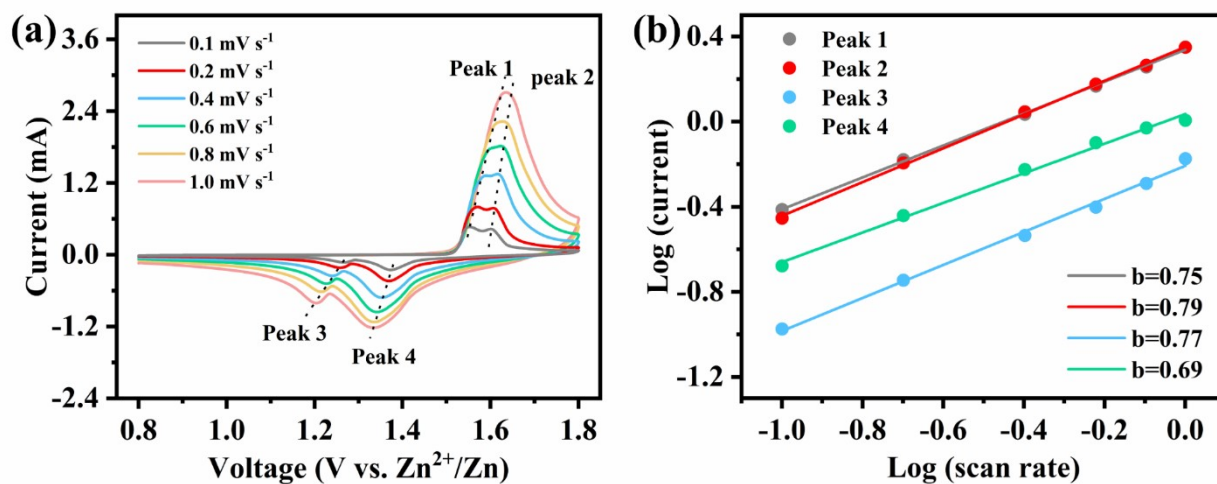 (a)
3.6
2.4
1.2
0.0
-1.2
-2.4
Current (mA)
0.1 mV s⁻¹
0.2 mV s⁻¹
0.4 mV s⁻¹
0.6 mV s⁻¹
0.8 mV s⁻¹
1.0 mV s⁻¹
Peak 1
peak 2
Peak 3
Peak 4
0.8 1.0 1.2 1.4 1.6 1.8
Voltage (V vs. Zn²⁺/Zn)
(b)
0.4
0.0
-0.4
-0.8
-1.2
Log (current)
Peak 1
Peak 2
Peak 3
Peak 4
b=0.75
b=0.79
b=0.77
b=0.69
-1.0 -0.8 -0.6 -0.4 -0.2 0.0
Log (scan rate)